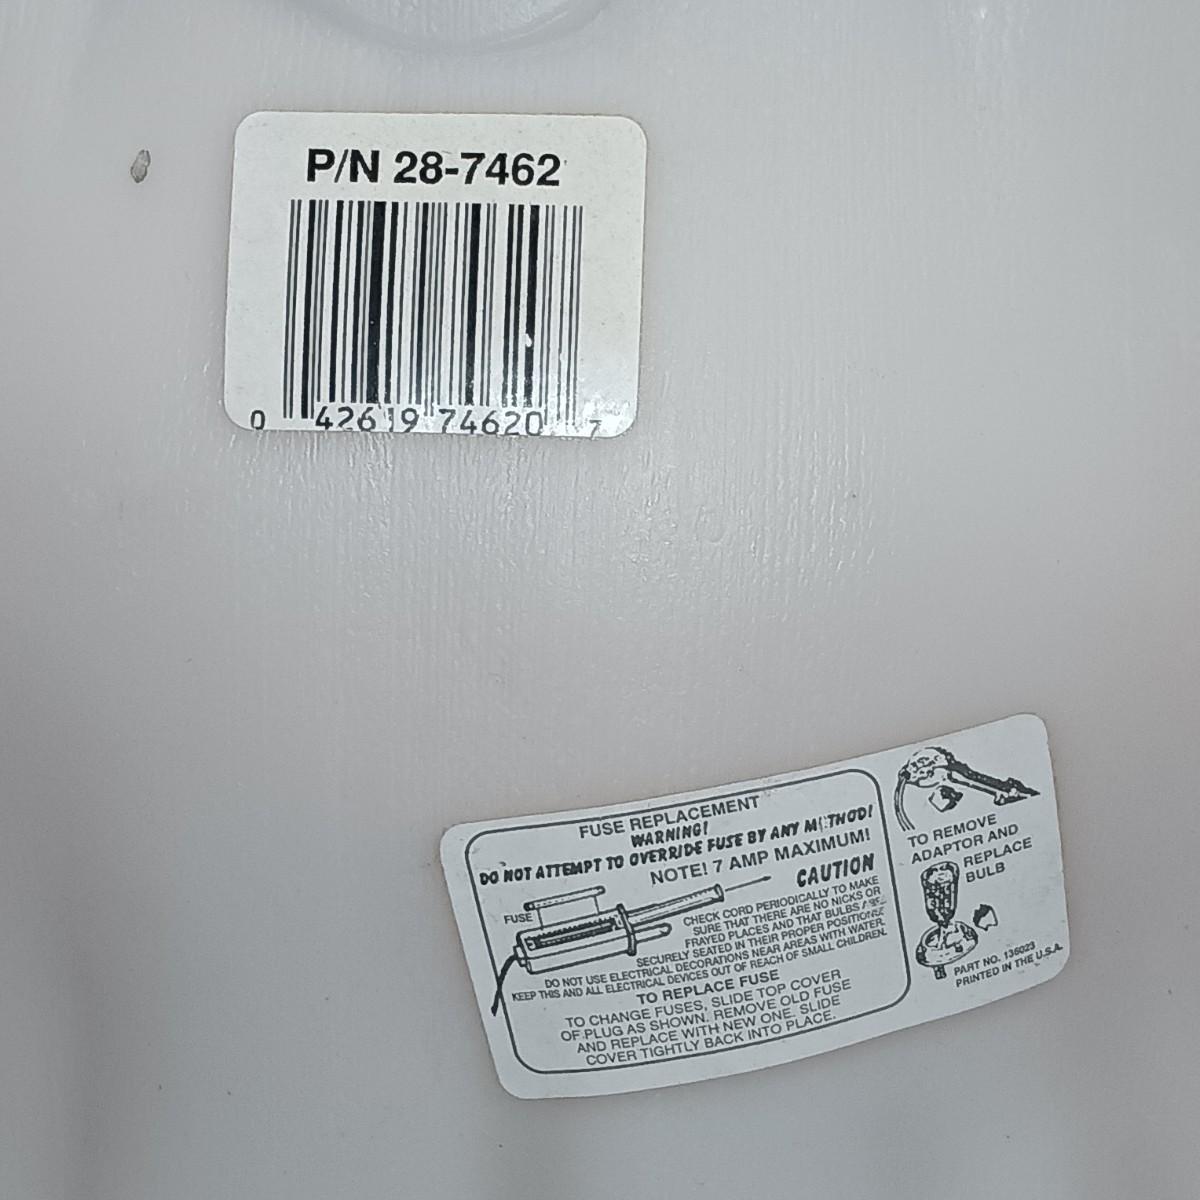 P/N 28-7462
0 42619 74620 7
FUSE REPLACEMENT
WARNING!
DO NOT ATTEMPT TO OVERRIDE FUSE BY ANY METHOD!
NOTE! 7 AMP MAXIMUM!
CAUTION
FUSE
CHECK CORD PERIODICALLY TO MAKE
SURE THAT THERE ARE NO NICKS OR
FRAYED PLACES AND THAT BULBS ARE
SECURELY SEATED IN THEIR PROPER POSITIONS.
DO NOT USE ELECTRICAL DECORATIONS NEAR AREAS WITH WATER.
KEEP THIS AND ALL ELECTRICAL DEVICES OUT OF REACH OF SMALL CHILDREN.
TO REPLACE FUSE
TO CHANGE FUSES, SLIDE TOP COVER
OF PLUG AS SHOWN. REMOVE OLD FUSE
AND REPLACE WITH NEW ONE. SLIDE
COVER TIGHTLY BACK INTO PLACE.
TO REMOVE
ADAPTOR AND
REPLACE
BULB
PART NO. 136023
PRINTED IN THE U.S.A.